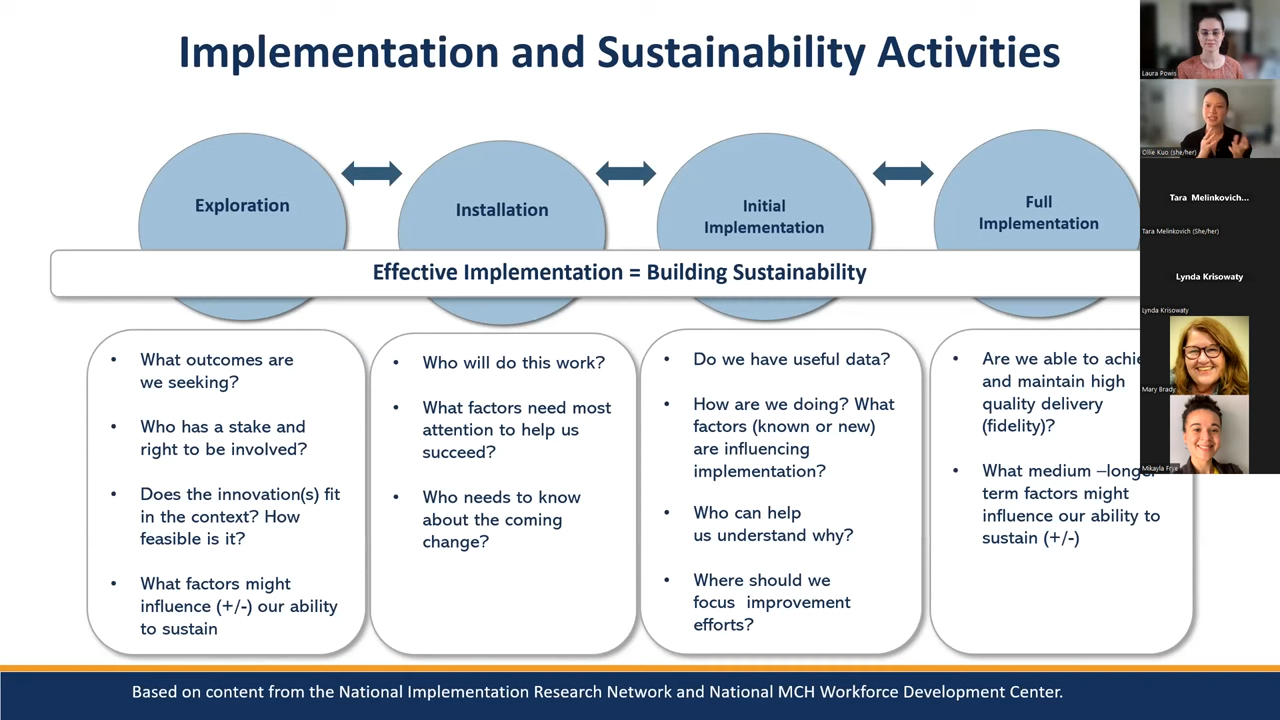 Implementation and Sustainability Activities
Exploration
Installation
Initial
Implementation
Full
Implementation
Effective Implementation = Building Sustainability
• What outcomes are
we seeking?
• Who has a stake and
right to be involved?
• Does the innovation(s) fit
in the context? How
feasible is it?
• What factors might
influence (+/-) our ability
to sustain
• Who will do this work?
• What factors need most
attention to help us
succeed?
• Who needs to know
about the coming
change?
• Do we have useful data?
• How are we doing? What
factors (known or new)
are influencing
implementation?
• Who can help
us understand why?
• Where should we
focus improvement
efforts?
• Are we able to
and maintain high
quality delivery
(fidelity)?
• What medium –longer
term factors might
influence our ability to
sustain (+/-)
Based on content from the National Implementation Research Network and National MCH Workforce Development Center.
Laura Powis
Ollie Kuo (she/her)
Tara Melinkovich...
Tara Melinkovich (She/her)
Lynda Krisowaty
Lynda Krisowaty
Mary Brady
Mikayla Frye